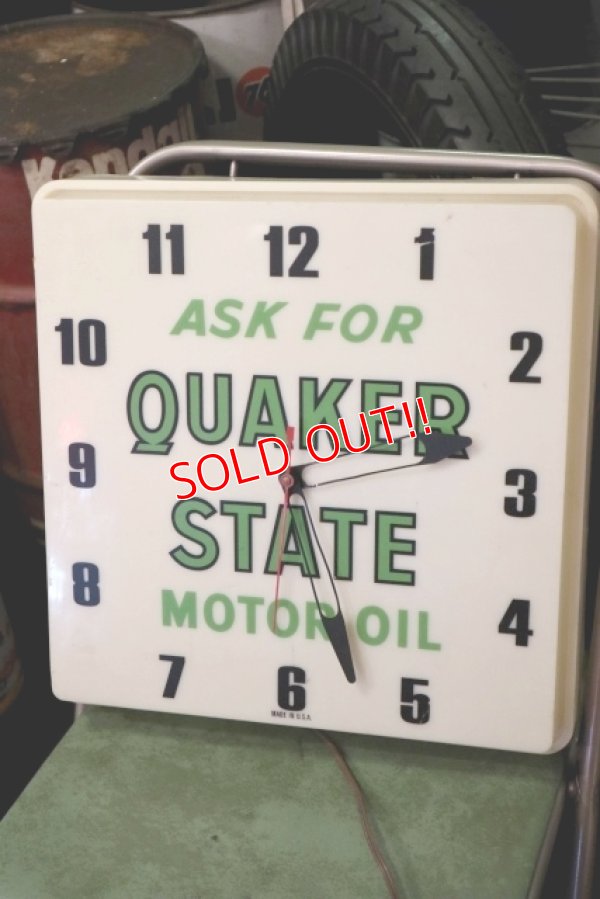 Kendall
76
11 12 1
ASK FOR
10 2
QUAKER
SOLD OUT!!
9 3
STATE
8 4
MOTOR OIL
7 6 5
MADE IN U.S.A.